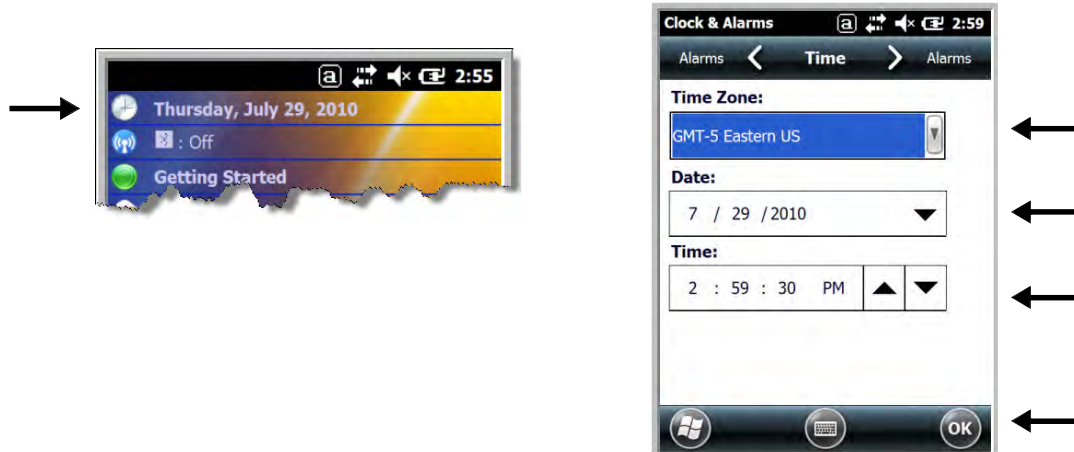 a 2:55
Thursday, July 29, 2010
: Off
Getting Started
Clock & Alarms a 2:59
Alarms Time Alarms
Time Zone:
GMT-5 Eastern US
Date:
7 / 29 / 2010
Time:
2 : 59 : 30 PM
OK